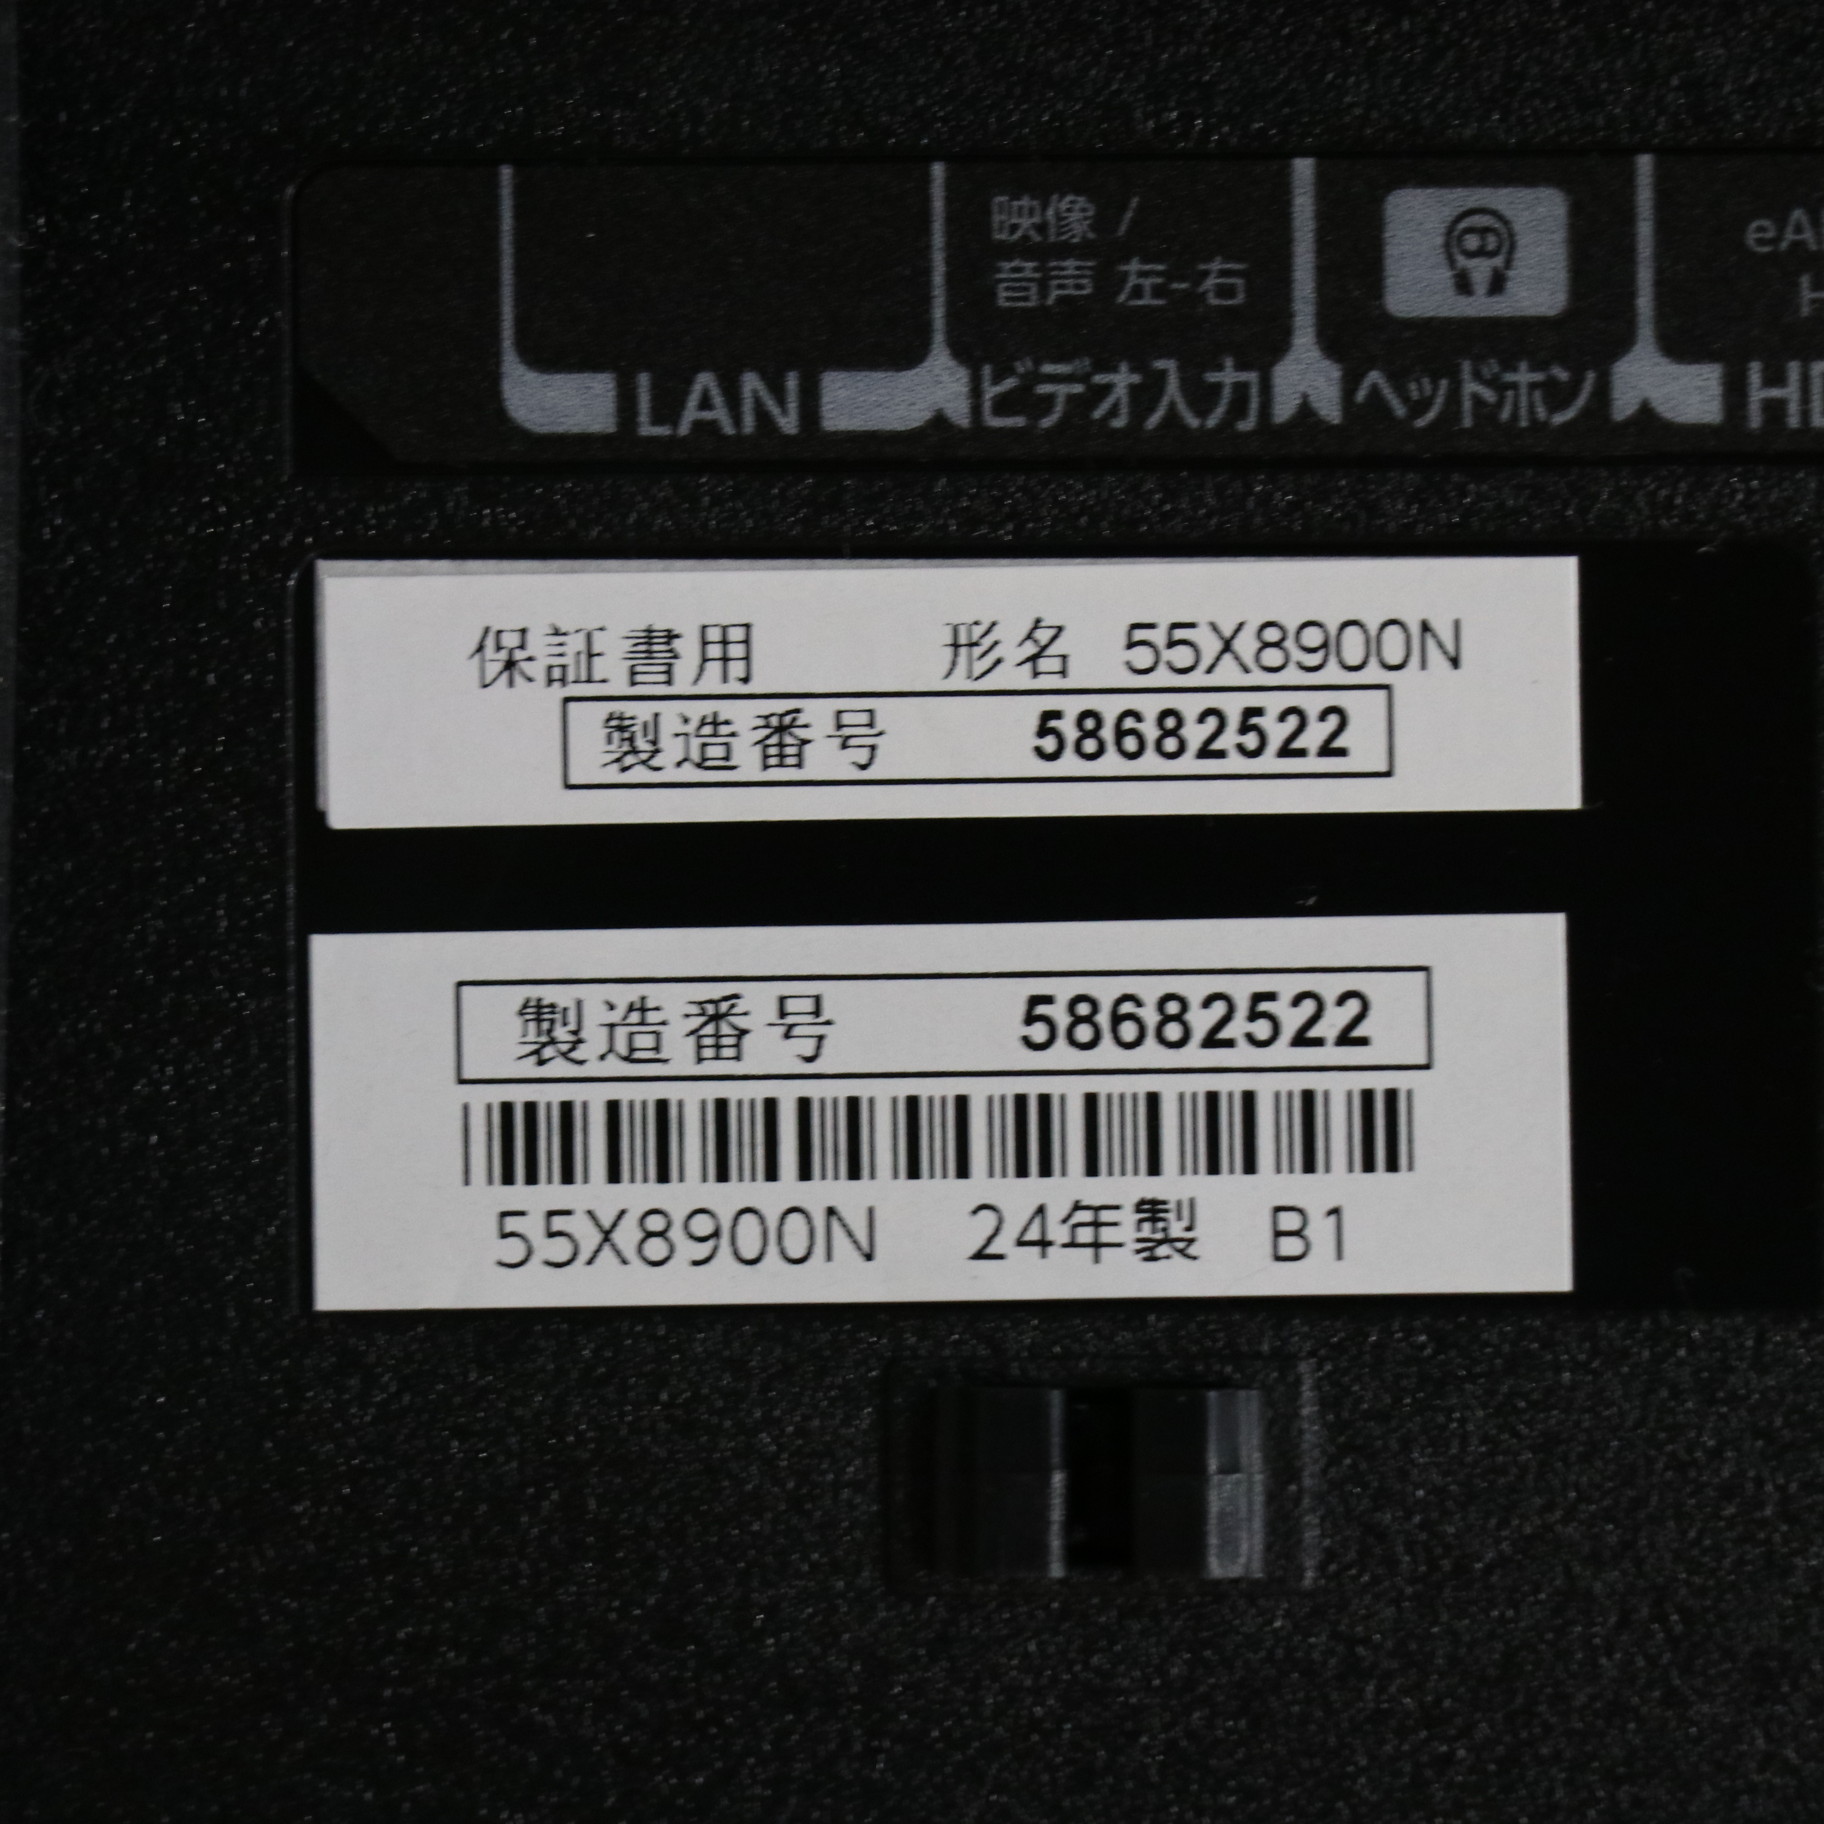 映像 /
音声 左-右
eA
H
LAN ビデオ入力 ヘッドホン HD
保証書用 形名 55X8900N
製造番号 58682522
製造番号 58682522
55X8900N 24年製 B1